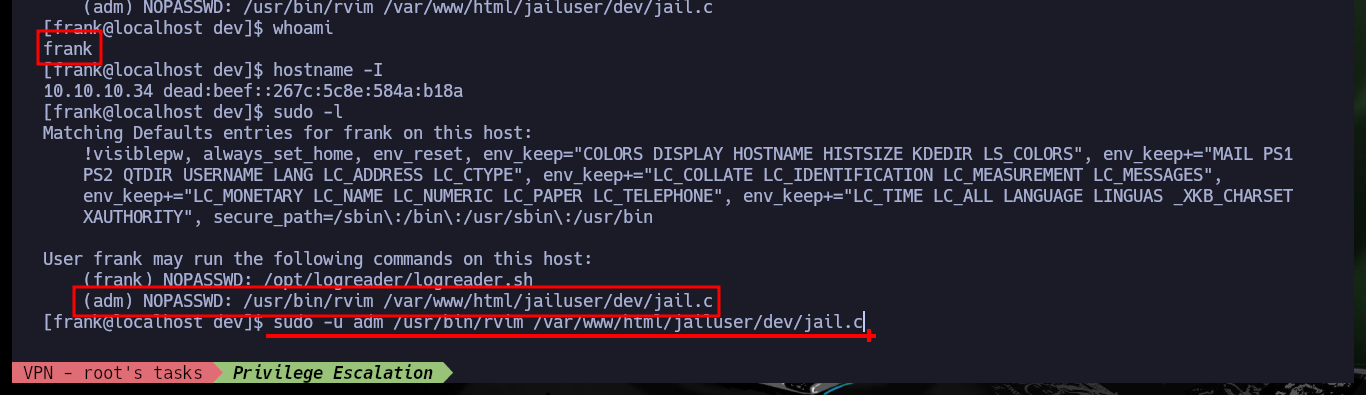 (adm) NOPASSWD: /usr/bin/rvim /var/www/html/jailuser/dev/jail.c
[frank@localhost dev]$ whoami
frank
[frank@localhost dev]$ hostname -I
10.10.10.34 dead:beef::267c:5c8e:584a:b18a
[frank@localhost dev]$ sudo -l
Matching Defaults entries for frank on this host:
!visiblepw, always_set_home, env_reset, env_keep="COLORS DISPLAY HOSTNAME HISTSIZE KDEDIR LS_COLORS", env_keep+="MAIL PS1
PS2 QTDIR USERNAME LANG LC_ADDRESS LC_CTYPE", env_keep+="LC_COLLATE LC_IDENTIFICATION LC_MEASUREMENT LC_MESSAGES",
env_keep+="LC_MONETARY LC_NAME LC_NUMERIC LC_PAPER LC_TELEPHONE", env_keep+="LC_TIME LC_ALL LANGUAGE LINGUAS _XKB_CHARSET
XAUTHORITY", secure_path=/sbin\:/bin\:/usr/sbin\:/usr/bin
User frank may run the following commands on this host:
(frank) NOPASSWD: /opt/logreader/logreader.sh
(adm) NOPASSWD: /usr/bin/rvim /var/www/html/jailuser/dev/jail.c
[frank@localhost dev]$ sudo -u adm /usr/bin/rvim /var/www/html/jailuser/dev/jail.c
VPN - root's tasks Privilege Escalation